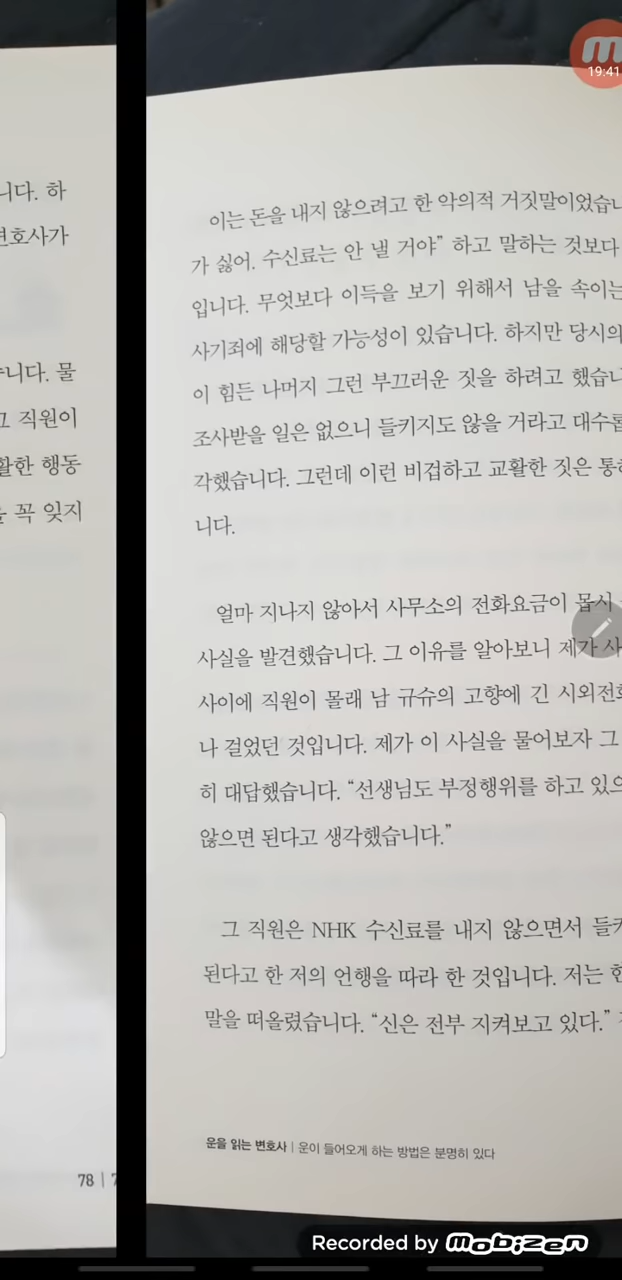 니다. 하
변호사가
니다. 물
그 직원이
활한 행동
꼭 잊지
78 |
19:41
이는 돈을 내지 않으려고 한 악의적 거짓말이었습니
가 싫어. 수신료는 안 낼 거야” 하고 말하는 것보다
입니다. 무엇보다 이득을 보기 위해서 남을 속이는
사기죄에 해당할 가능성이 있습니다. 하지만 당시의
이 힘든 나머지 그런 부끄러운 짓을 하려고 했습니
조사받을 일은 없으니 들키지도 않을 거라고 대수롭
각했습니다. 그런데 이런 비겁하고 교활한 짓은 통하
니다.
얼마 지나지 않아서 사무소의 전화요금이 몹시
사실을 발견했습니다. 그 이유를 알아보니 제가 사
사이에 직원이 몰래 남 규슈의 고향에 긴 시외전화
나 걸었던 것입니다. 제가 이 사실을 물어보자 그
히 대답했습니다. “선생님도 부정행위를 하고 있으
않으면 된다고 생각했습니다.”
그 직원은 NHK 수신료를 내지 않으면서 들키
된다고 한 저의 언행을 따라 한 것입니다. 저는
말을 떠올렸습니다. “신은 전부 지켜보고 있다.”
운을 읽는 변호사 | 운이 들어오게 하는 방법은 분명히 있다
Recorded by mobizen